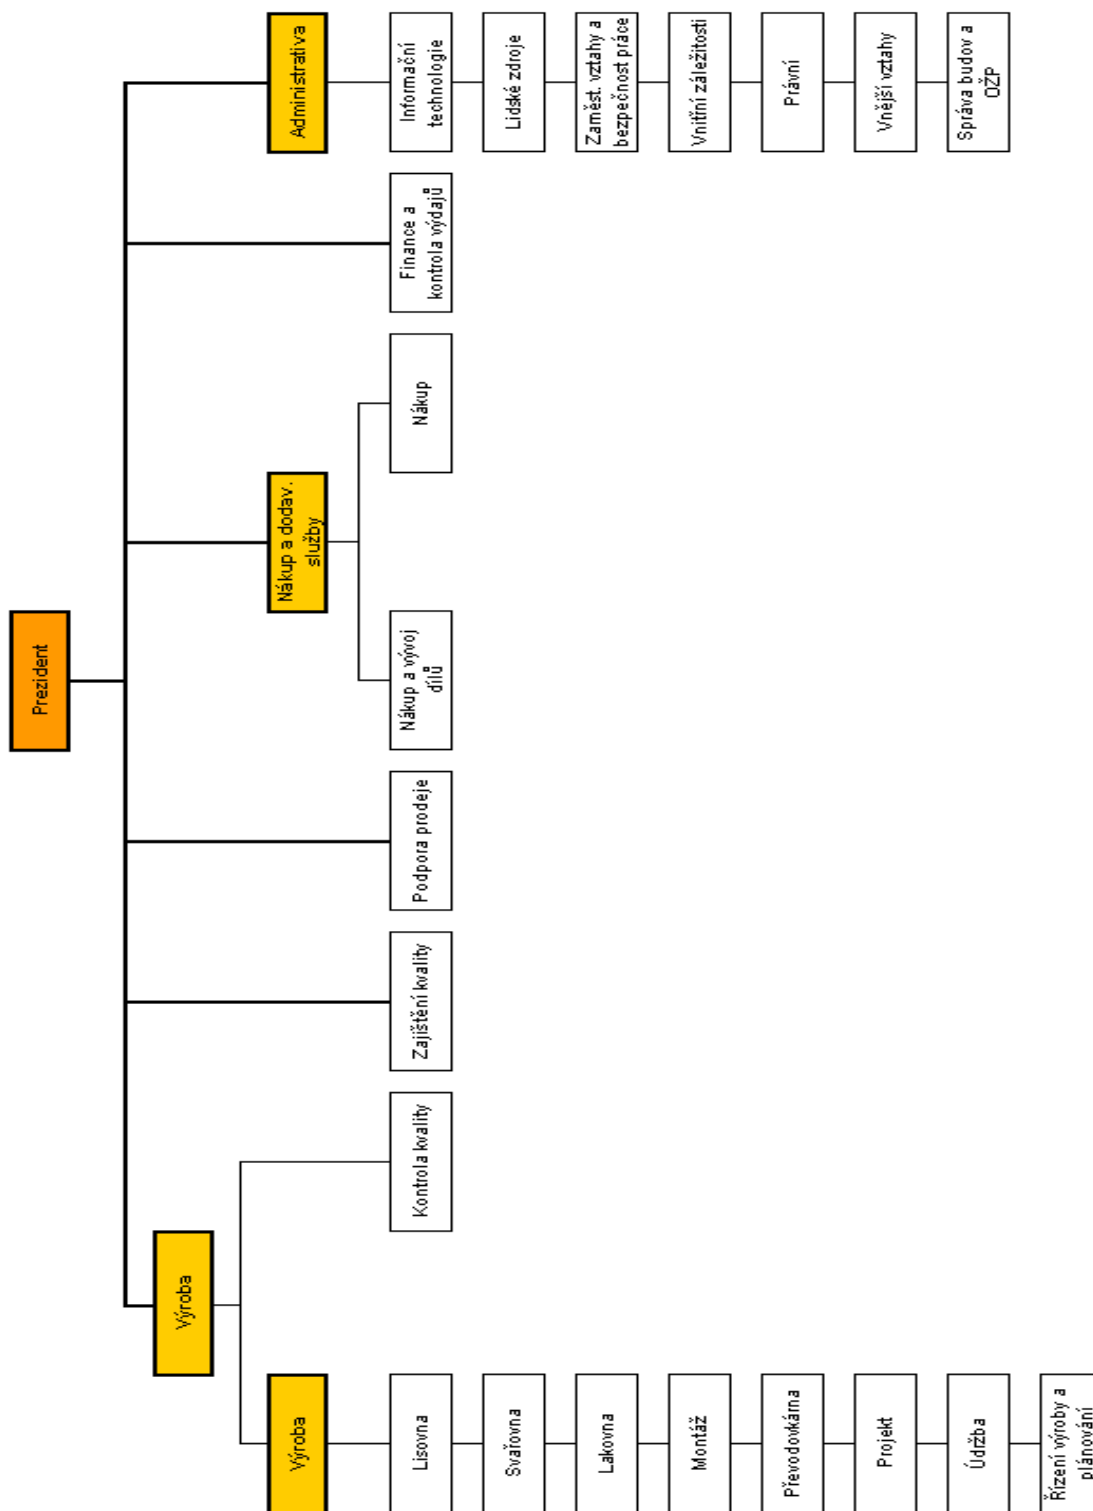 Prezident
Výroba
Výroba
Lisovna
Svařovna
Lakovna
Montáž
Převodovkárna
Projekt
Údržba
Řízení výroby a
plánování
Kontrola kvality
Zajištění kvality
Podpora prodeje
Nákup a dodav.
služby
Nákup a vývoj
dílů
Nákup
Finance a
kontrola výdajů
Administrativa
Informační
technologie
Lidské zdroje
Zaměst. vztahy a
bezpečnost práce
Vnitřní záležitosti
Právní
Vnější vztahy
Správa budov a
OŽP